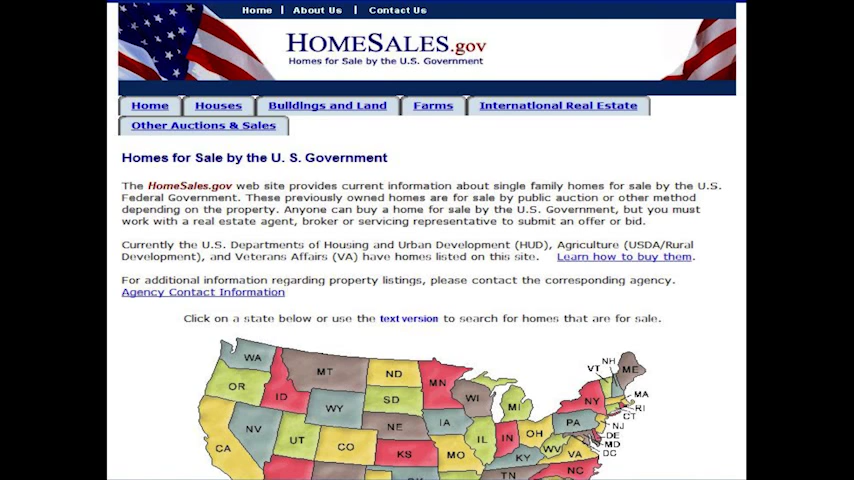 Home | About Us | Contact Us
HOMESALES.gov
Homes for Sale by the U.S. Government
Home Houses Buildings and Land Farms International Real Estate
Other Auctions & Sales
Homes for Sale by the U. S. Government
The HomeSales.gov web site provides current information about single family homes for sale by the U.S.
Federal Government. These previously owned homes are for sale by public auction or other method
depending on the property. Anyone can buy a home for sale by the U.S. Government, but you must
work with a real estate agent, broker or servicing representative to submit an offer or bid.
Currently the U.S. Departments of Housing and Urban Development (HUD), Agriculture (USDA/Rural
Development), and Veterans Affairs (VA) have homes listed on this site. Learn how to buy them.
For additional information regarding property listings, please contact the corresponding agency.
Agency Contact Information
Click on a state below or use the text version to search for homes that are for sale.
WA MT ND MN VT NH ME
OR ID WY SD WI MI NY MA
RI
CT
NV UT CO NE IA IL IN OH PA NJ
DE
MD
DC
CA KS MO KY WV VA
TN NC